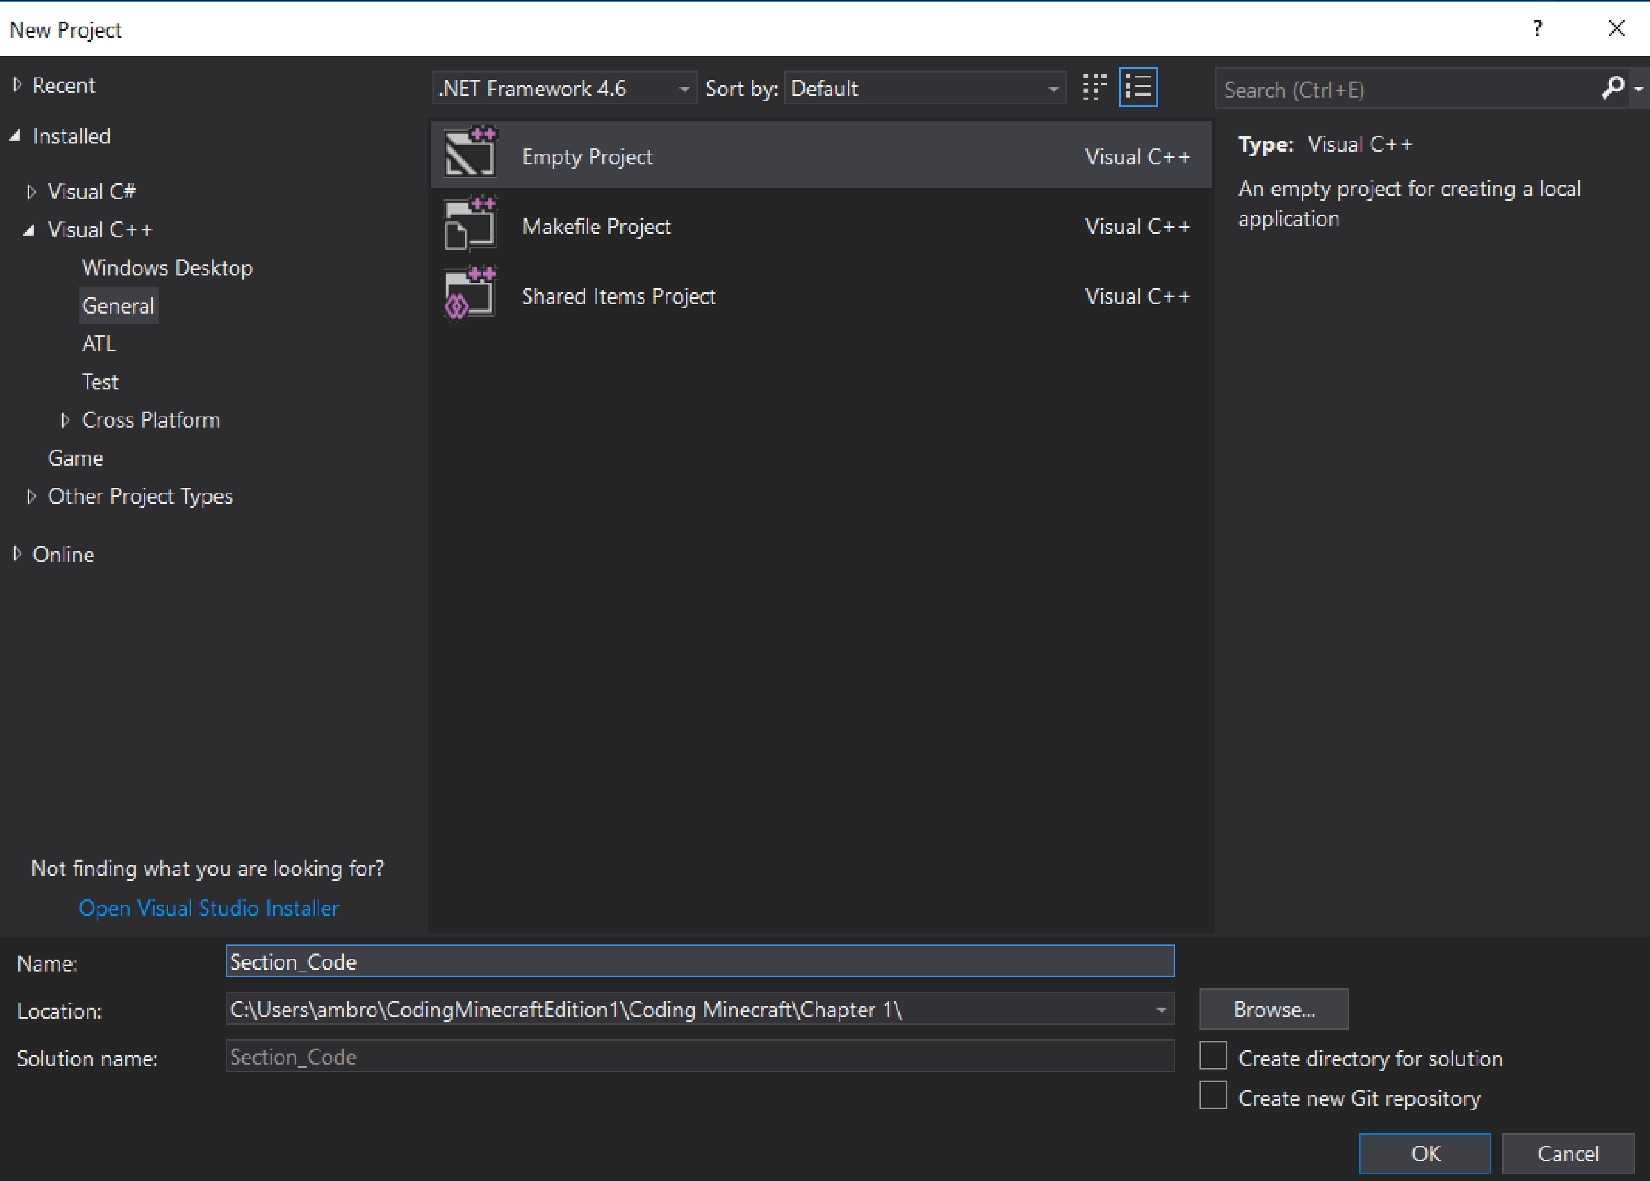 New Project
?
Recent
Installed
Visual C#
Visual C++
Windows Desktop
General
ATL
Test
Cross Platform
Game
Other Project Types
Online
Not finding what you are looking for?
Open Visual Studio Installer
.NET Framework 4.6 Sort by: Default
Empty Project Visual C++
Makefile Project Visual C++
Shared Items Project Visual C++
Search (Ctrl+E)
Type: Visual C++
An empty project for creating a local
application
Name: Section_Code
Location: C:\Users\ambro\CodingMinecraftEdition1\Coding Minecraft\Chapter 1\
Browse...
Solution name: Section_Code
Create directory for solution
Create new Git repository
OK Cancel